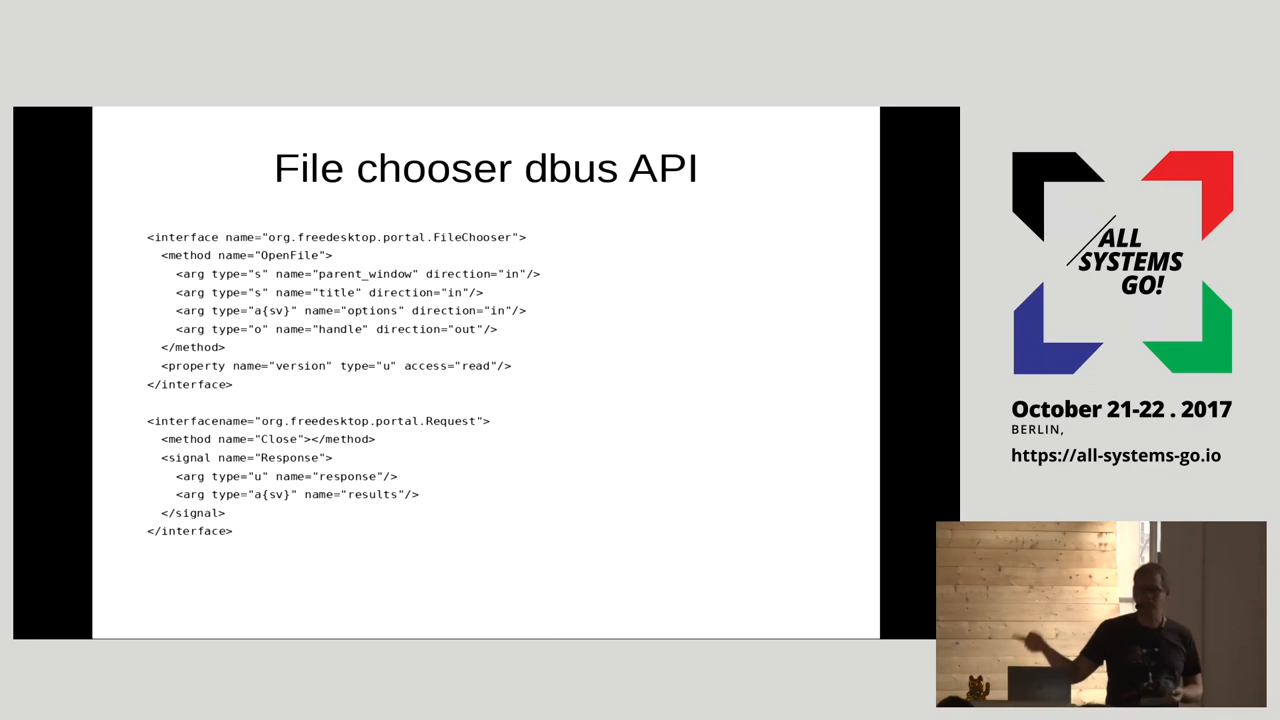 File chooser dbus API
<interface name="org.freedesktop.portal.FileChooser">
<method name="OpenFile">
<arg type="s" name="parent_window" direction="in"/>
<arg type="s" name="title" direction="in"/>
<arg type="a{sv}" name="options" direction="in"/>
<arg type="o" name="handle" direction="out"/>
</method>
<property name="version" type="u" access="read"/>
</interface>
<interfacename="org.freedesktop.portal.Request">
<method name="Close"></method>
<signal name="Response">
<arg type="u" name="response"/>
<arg type="a{sv}" name="results"/>
</signal>
</interface>
ALL
SYSTEMS
GO!
October 21-22 . 2017
BERLIN,
https://all-systems-go.io